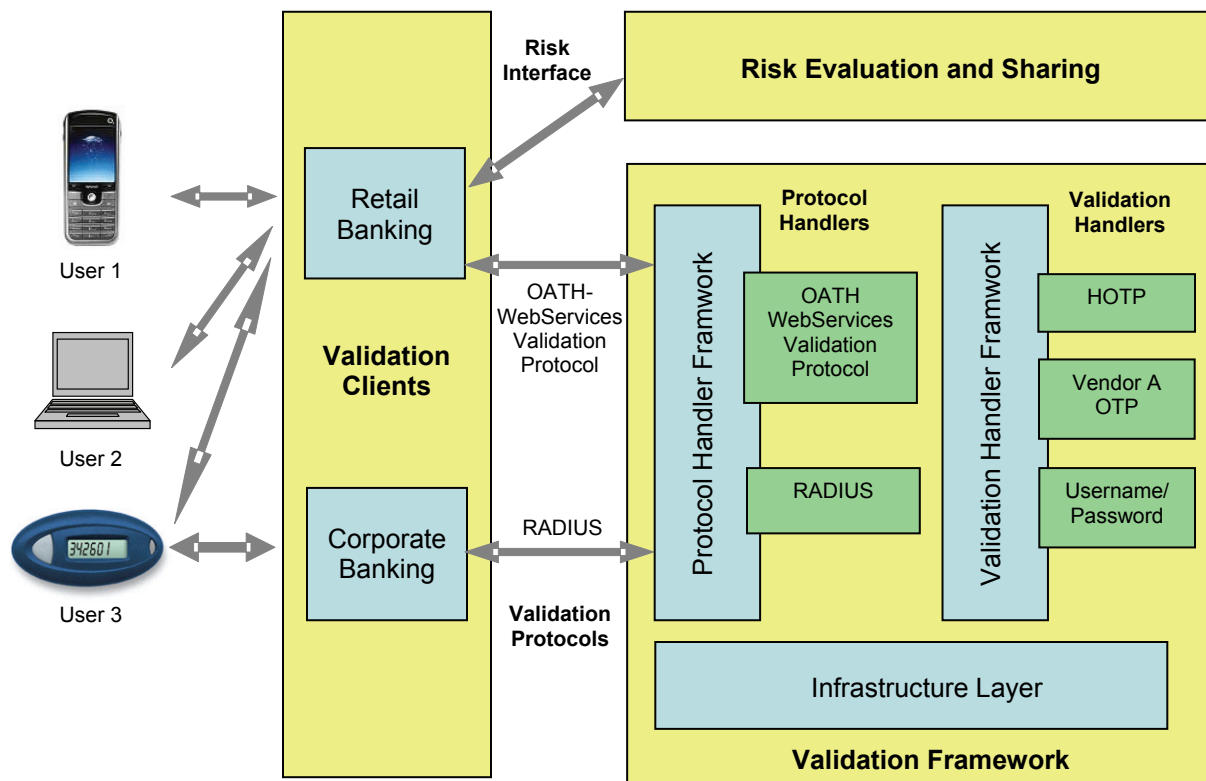 Risk
Interface
Risk Evaluation and Sharing
User 1
User 2
342601
User 3
Retail
Banking
Validation
Clients
Corporate
Banking
OATH-
WebServices
Validation
Protocol
RADIUS
Validation
Protocols
Protocol
Handlers
Protocol Handler Framwork
OATH
WebServices
Validation
Protocol
RADIUS
Validation
Handlers
Validation Handler Framwork
HOTP
Vendor A
OTP
Username/
Password
Infrastructure Layer
Validation Framework